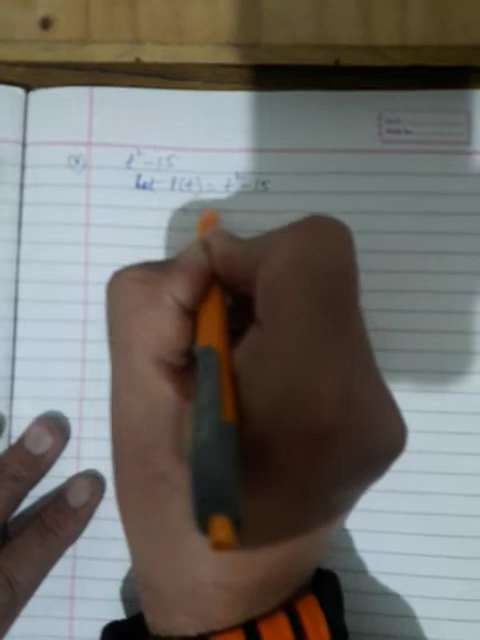 (v) t² - 15
Let P(t) = t² - 15